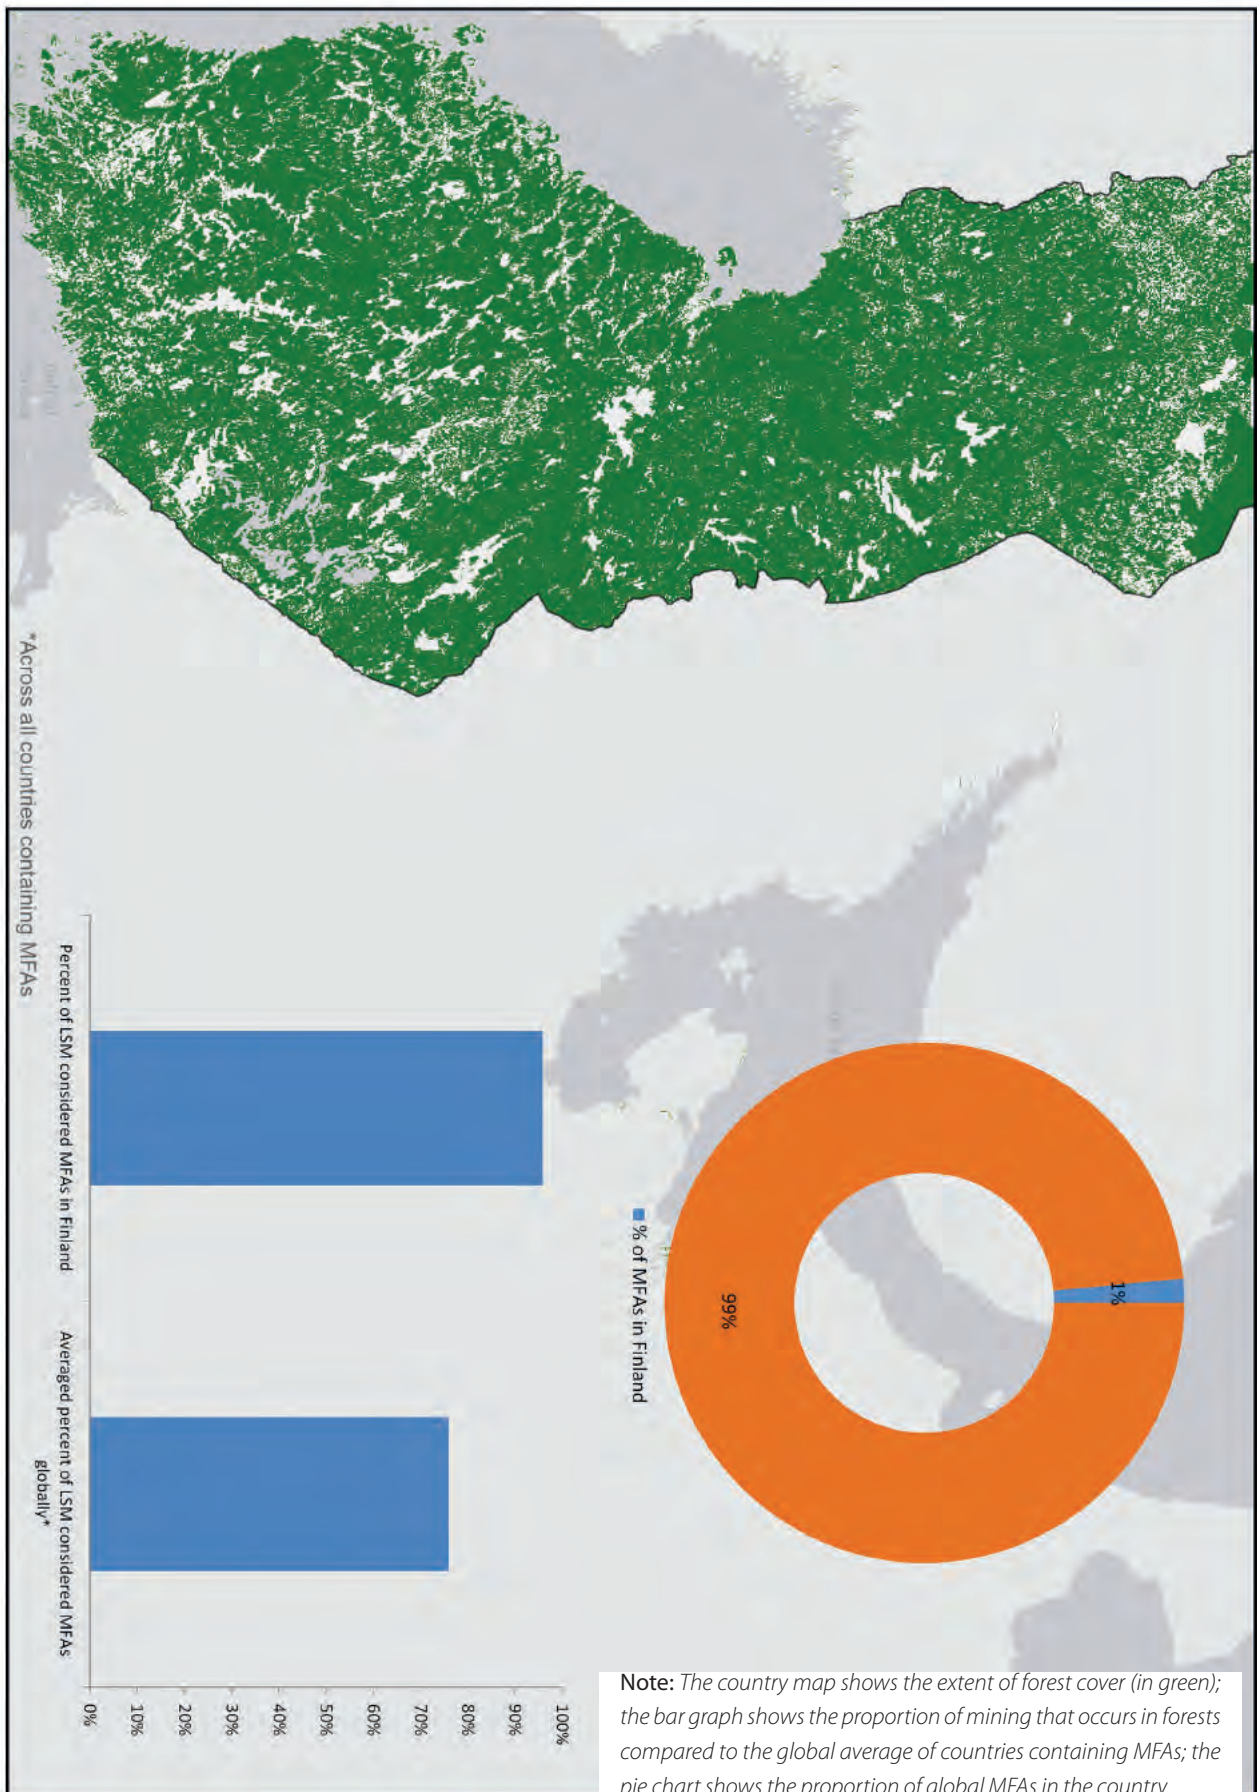 1%
99%
% of MFAs in Finland
100%
90%
80%
70%
60%
50%
40%
30%
20%
10%
0%
Percent of LSM considered MFAs in Finland
Averaged percent of LSM considered MFAs
globally*
*Across all countries containing MFAs
Note: The country map shows the extent of forest cover (in green);
the bar graph shows the proportion of mining that occurs in forests
compared to the global average of countries containing MFAs; the
pie chart shows the proportion of global MFAs in the country